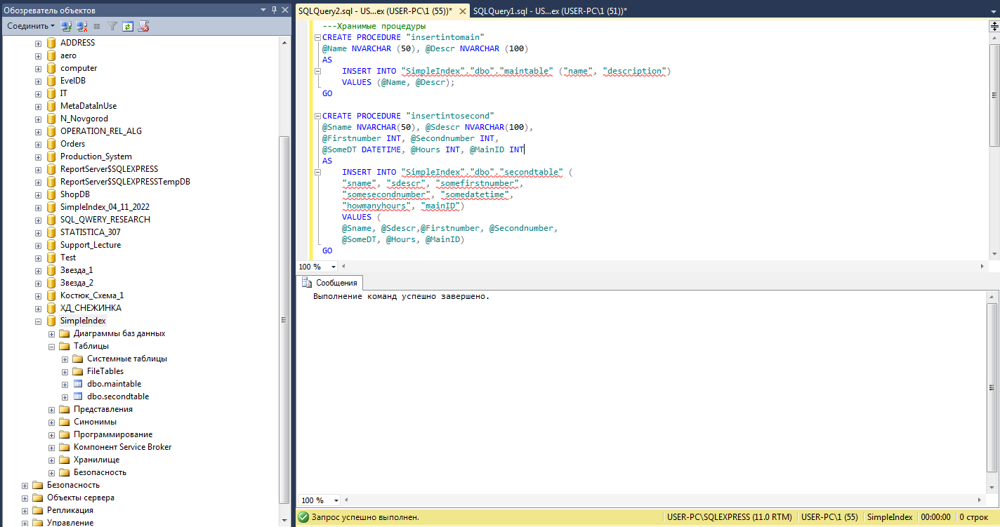 Обозреватель объектов
Соединить
ADDRESS
aero
computer
EvelDB
IT
MetaDataInUse
N_Novgorod
OPERATION_REL_ALG
Orders
Production_System
ReportServer$SQLEXPRESS
ReportServer$SQLEXPRESSTempDB
ShopDB
SimpleIndex_04_11_2022
SQL_QWERY_RESEARCH
STATISTICA_307
Support_Lecture
Test
Звезда_1
Звезда_2
Костюк_Схема_1
ХД_СНЕЖИНКА
SimpleIndex
Диаграммы баз данных
Таблицы
Системные таблицы
FileTables
dbo.maintable
dbo.secondtable
Представления
Синонимы
Программирование
Компонент Service Broker
Хранилище
Безопасность
Безопасность
Объекты сервера
Репликация
Управление
SQLQuery2.sql - US...ex (USER-PC\1 (55))* SQLQuery1.sql - US...ex (USER-PC\1 (51))*
---Хранимые процедуры
CREATE PROCEDURE "insertintomain"
@Name NVARCHAR (50), @Descr NVARCHAR (100)
AS
INSERT INTO "SimpleIndex"."dbo"."maintable" ("name", "description")
VALUES (@Name, @Descr);
GO
CREATE PROCEDURE "insertintosecond"
@Sname NVARCHAR(50), @Sdescr NVARCHAR(100),
@Firstnumber INT, @Secondnumber INT,
@SomeDT DATETIME, @Hours INT, @MainID INT
AS
INSERT INTO "SimpleIndex"."dbo"."secondtable" (
"sname", "sdescr", "somefirstnumber",
"somesecondnumber", "somedatetime",
"howmanyhours", "mainID")
VALUES (
@Sname, @Sdescr,@Firstnumber, @Secondnumber,
@SomeDT, @Hours, @MainID)
GO
100 %
Сообщения
Выполнение команд успешно завершено.
100 %
Запрос успешно выполнен. USER-PC\SQLEXPRESS (11.0 RTM) USER-PC\1 (55) SimpleIndex 00:00:00 0 строк